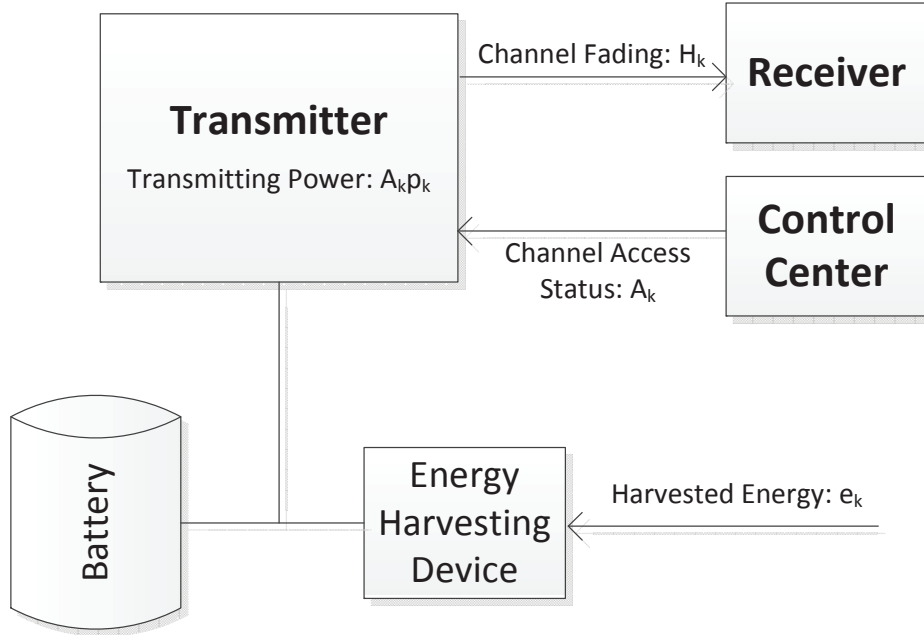 Transmitter
Transmitting Power: Aₖpₖ
Channel Fading: Hₖ
Receiver
Control
Center
Channel Access
Status: Aₖ
Battery
Energy
Harvesting
Device
Harvested Energy: eₖ